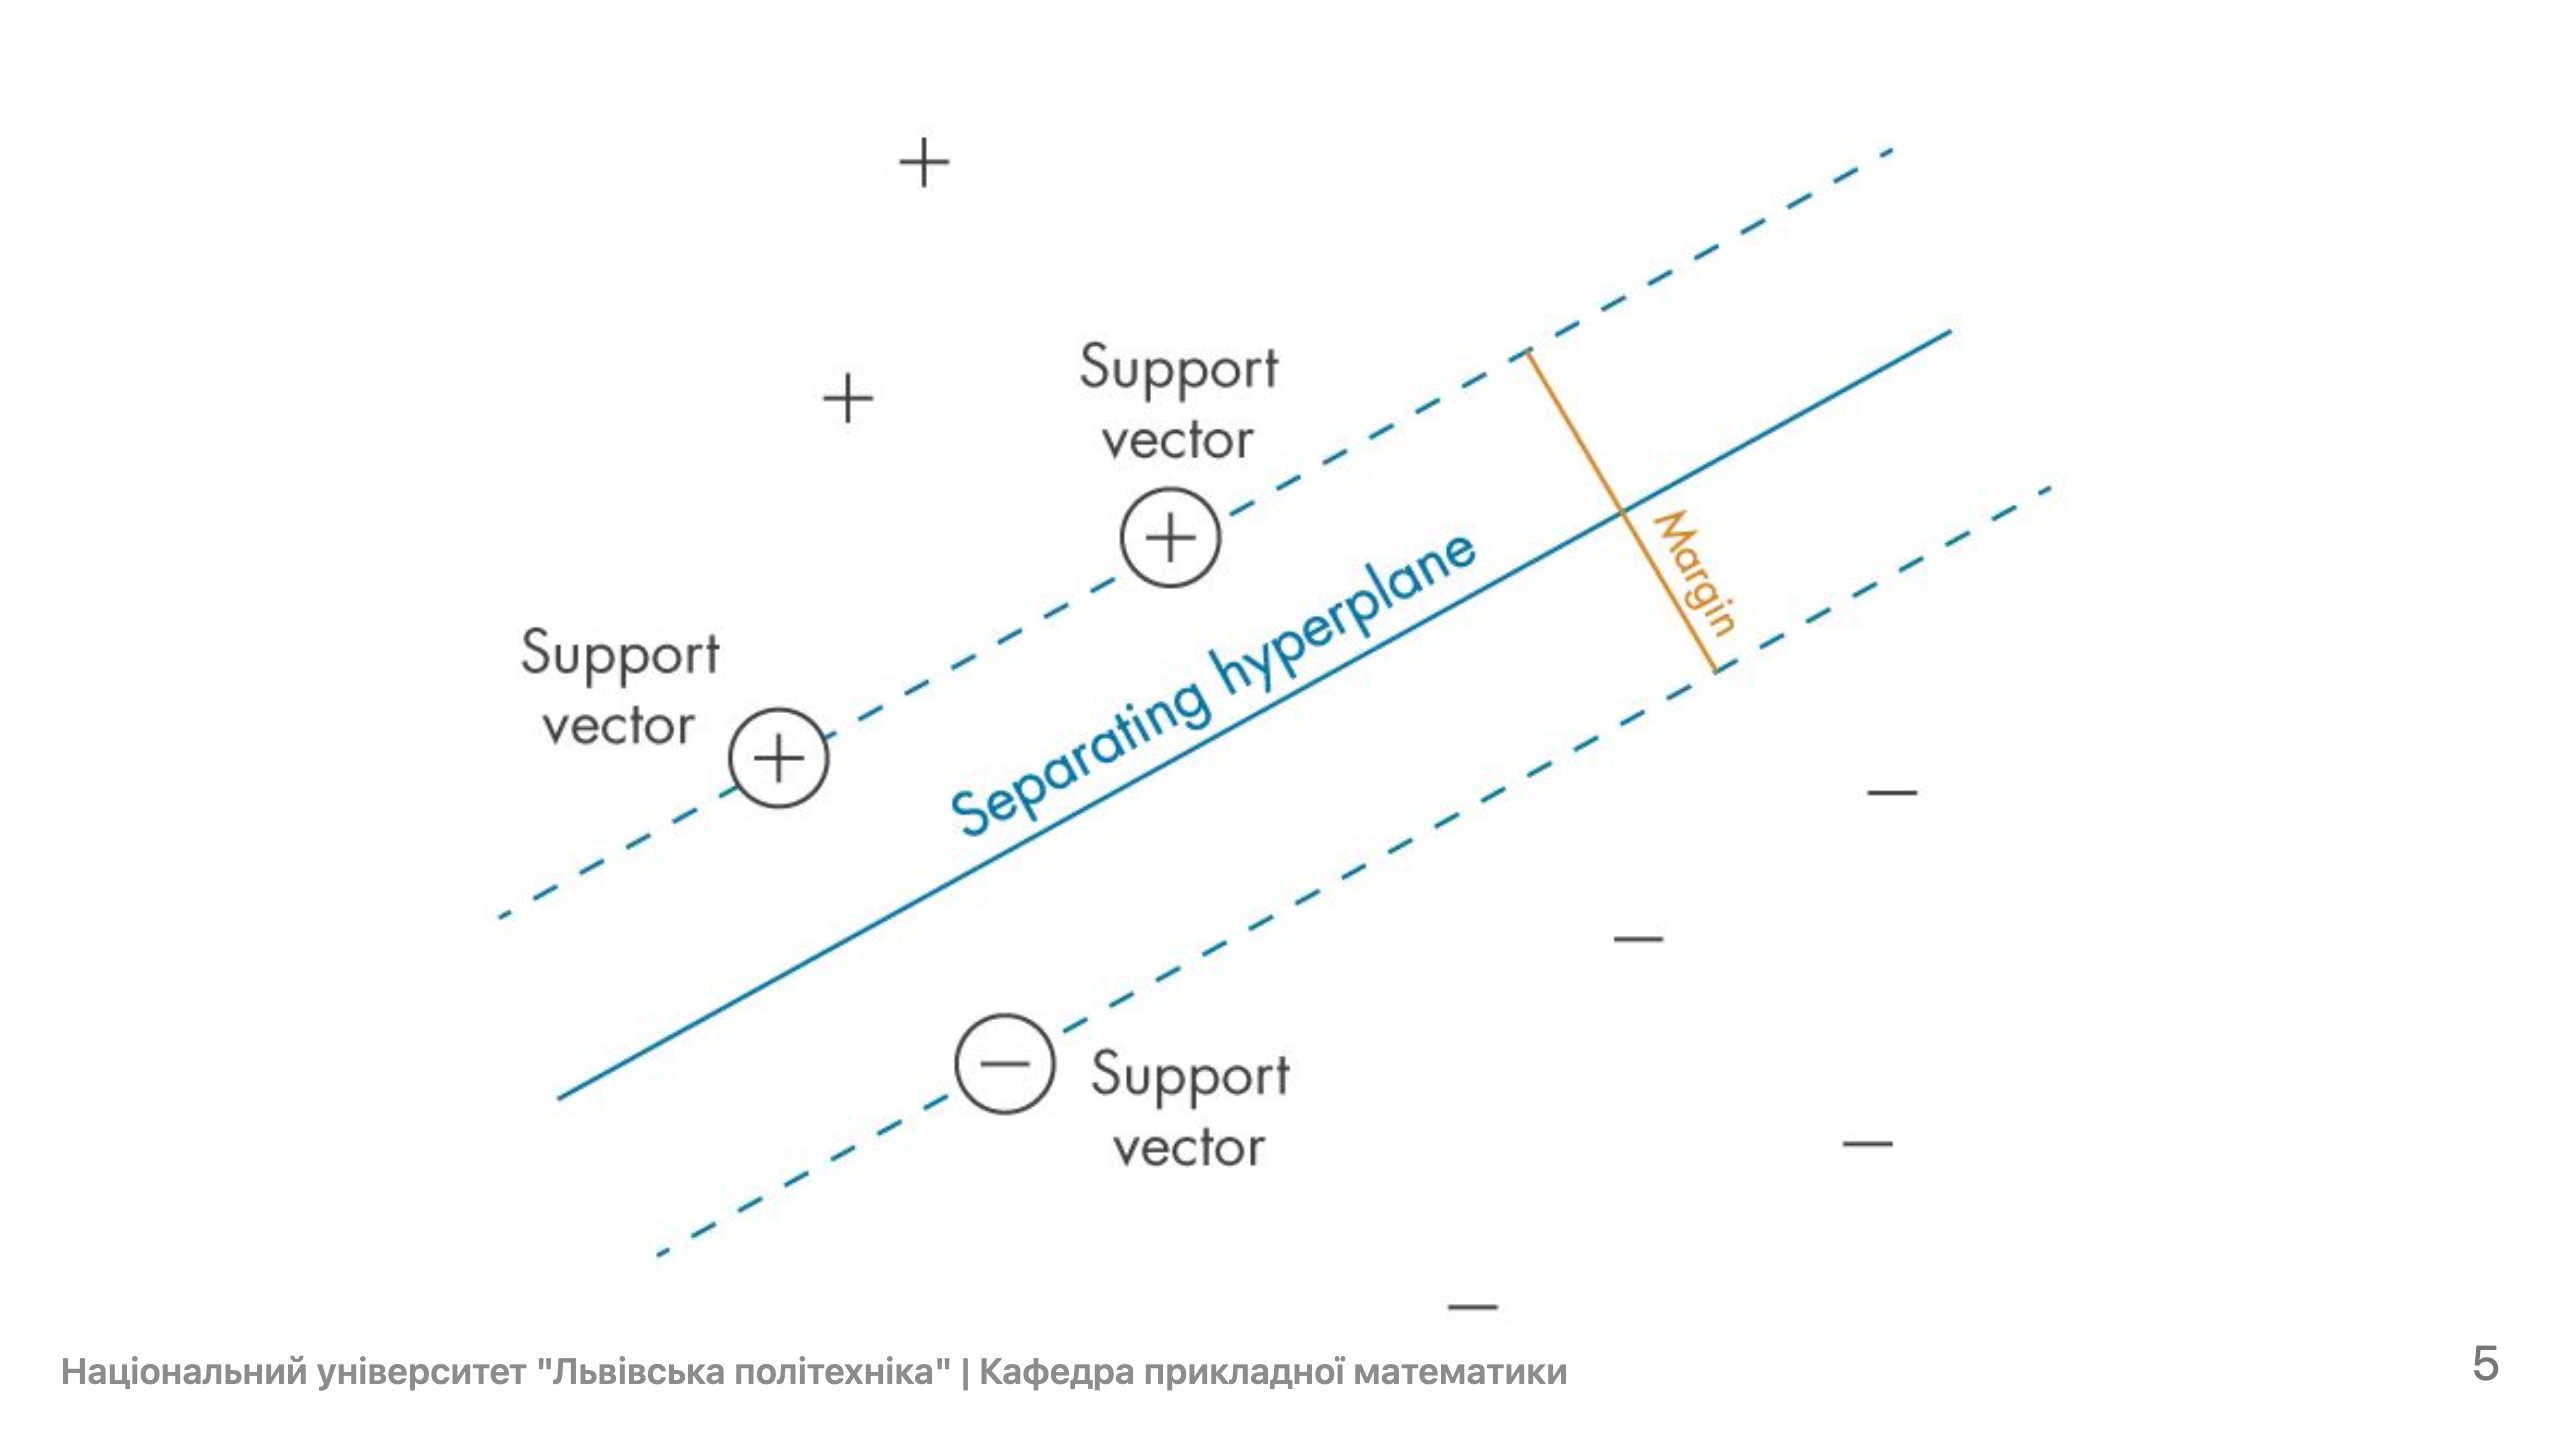 Support
vector
Support
vector
Separating hyperplane
Margin
Support
vector
Національний університет "Львівська політехніка" | Кафедра прикладної математики
5